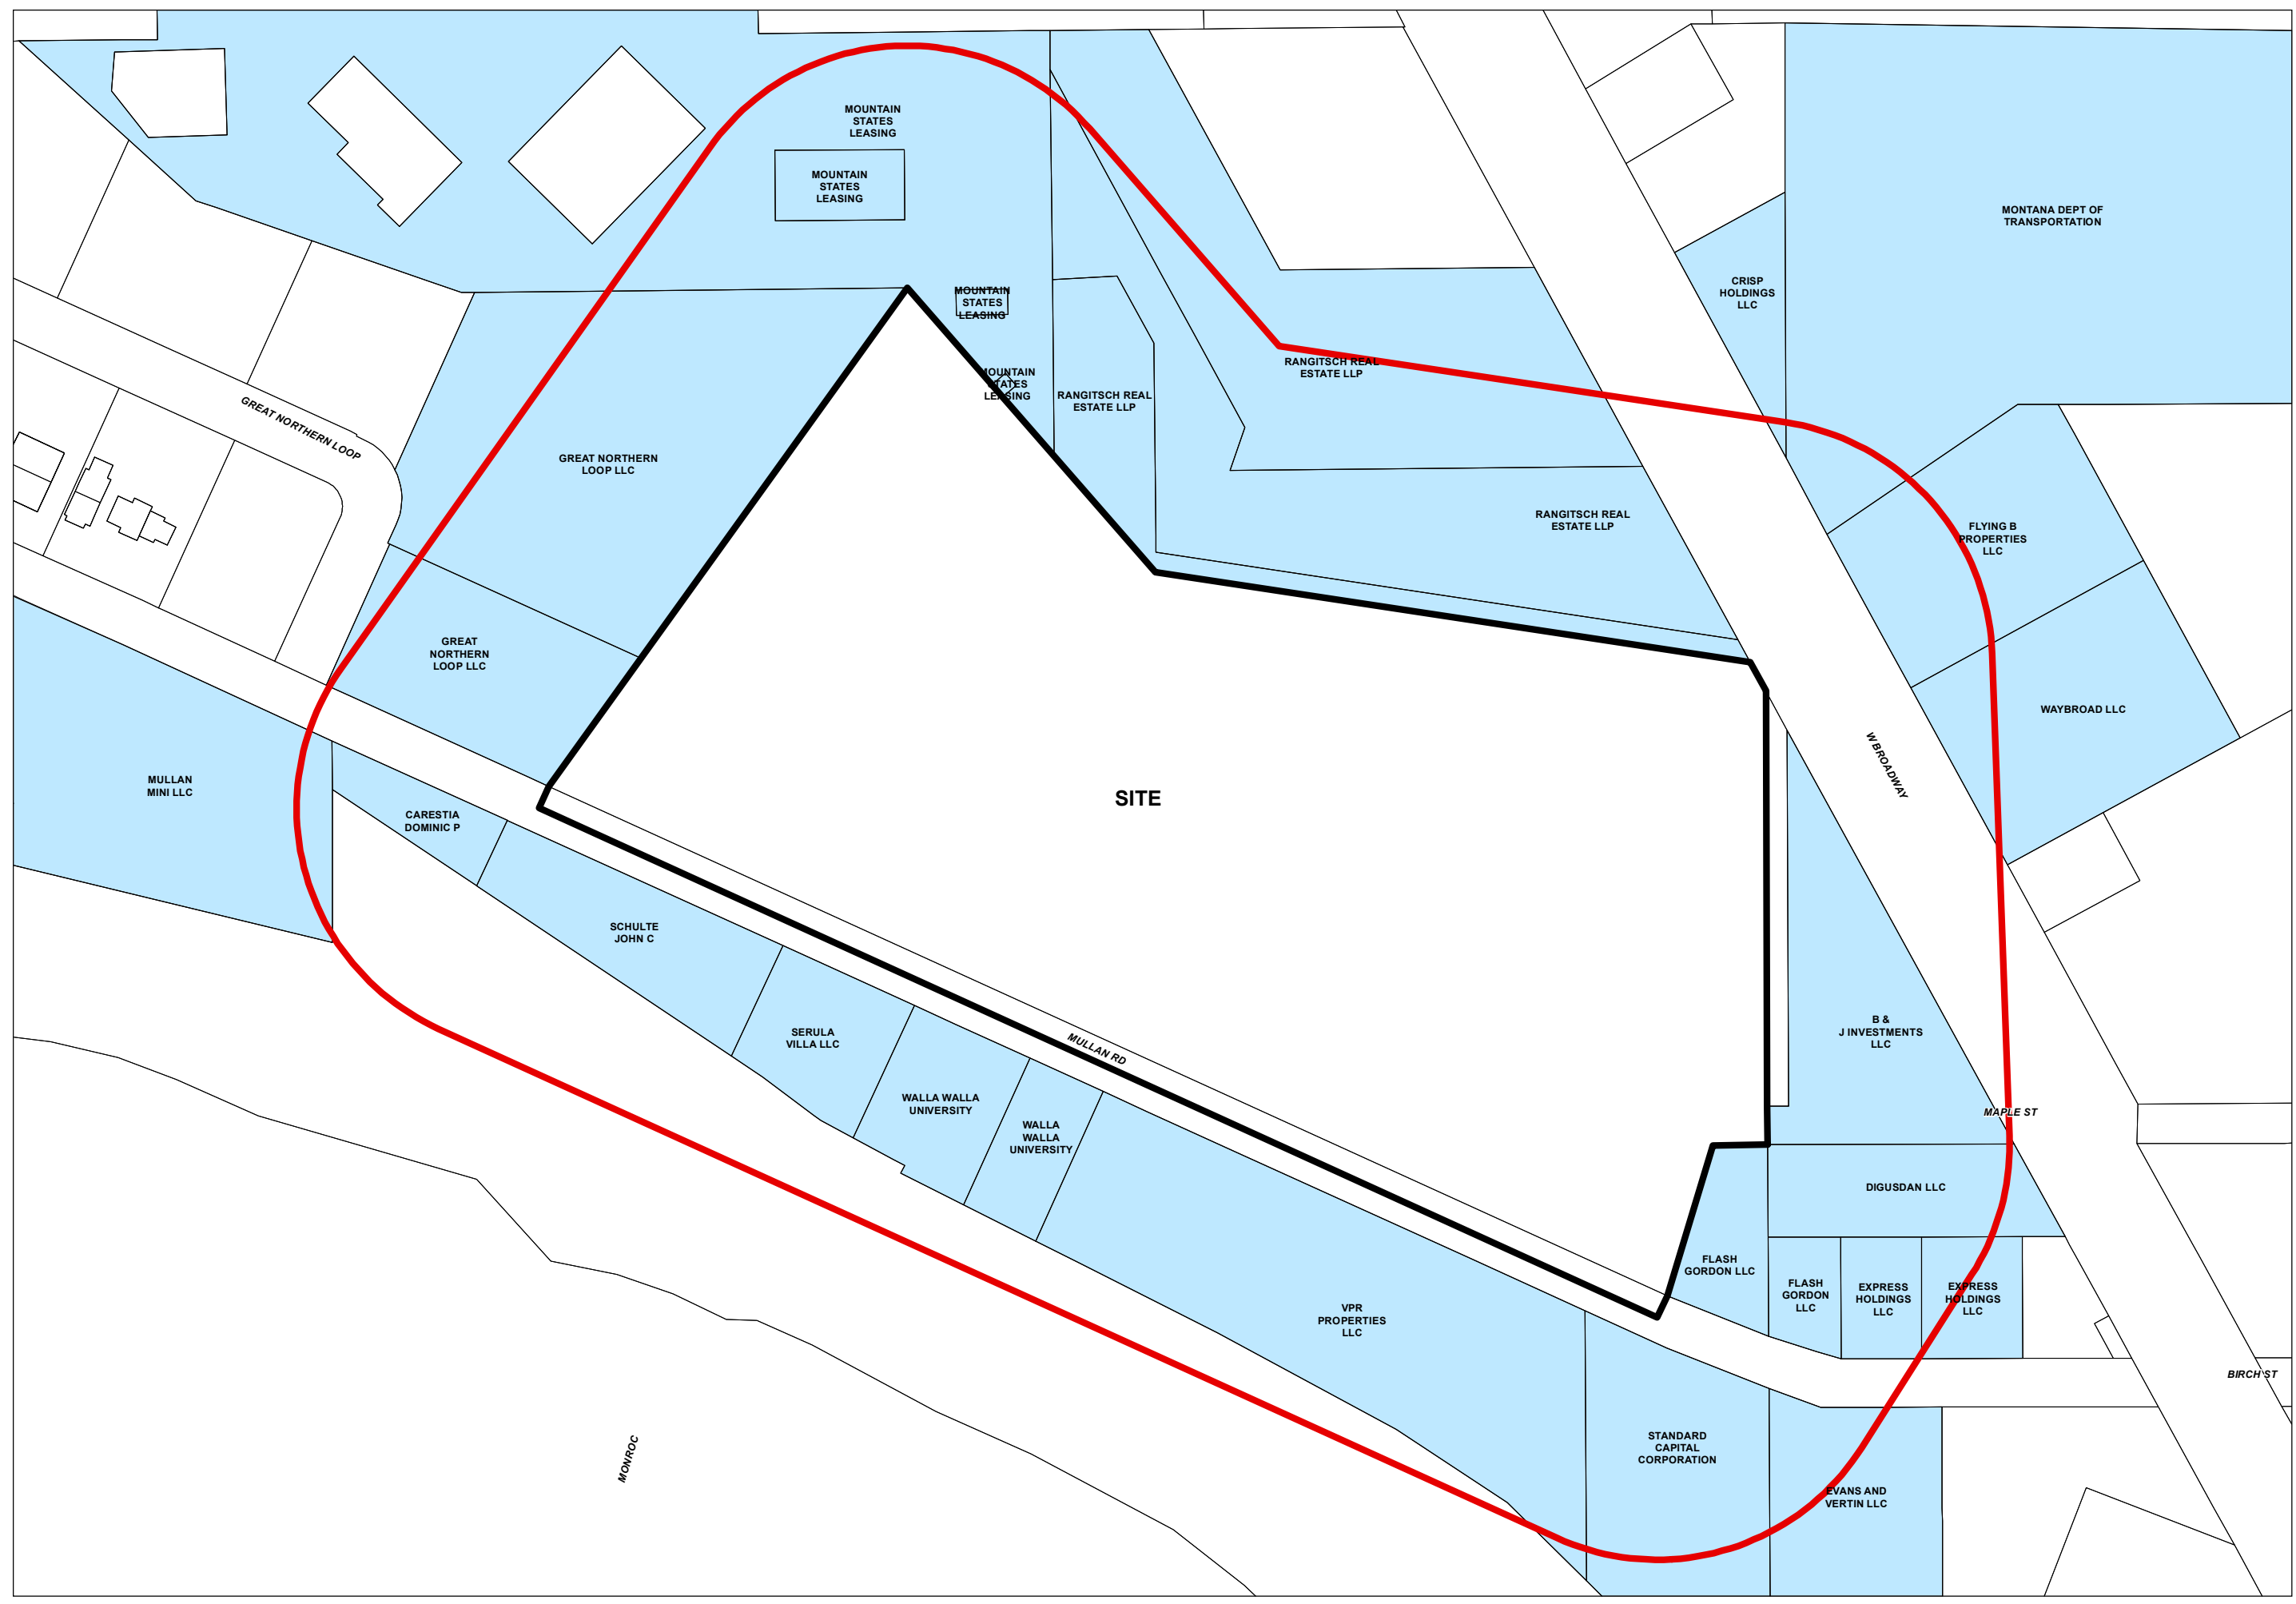 MOUNTAIN
STATES
LEASING
MOUNTAIN
STATES
LEASING
MONTANA DEPT OF
TRANSPORTATION
CRISP
HOLDINGS
LLC
MOUNTAIN
STATES
LEASING
MOUNTAIN
STATES
LEASING
RANGITSCH REAL
ESTATE LLP
RANGITSCH REAL
ESTATE LLP
GREAT NORTHERN LOOP
GREAT NORTHERN
LOOP LLC
RANGITSCH REAL
ESTATE LLP
FLYING B
PROPERTIES
LLC
GREAT
NORTHERN
LOOP LLC
WAYBROAD LLC
W BROADWAY
MULLAN
MINI LLC
SITE
CARESTIA
DOMINIC P
SCHULTE
JOHN C
SERULA
VILLA LLC
MULLAN RD
B &
J INVESTMENTS
LLC
WALLA WALLA
UNIVERSITY
WALLA
WALLA
UNIVERSITY
MAPLE ST
DIGUSDAN LLC
FLASH
GORDON LLC
FLASH
GORDON
LLC
EXPRESS
HOLDINGS
LLC
EXPRESS
HOLDINGS
LLC
VPR
PROPERTIES
LLC
BIRCH ST
STANDARD
CAPITAL
CORPORATION
MONROC
EVANS AND
VERTIN LLC